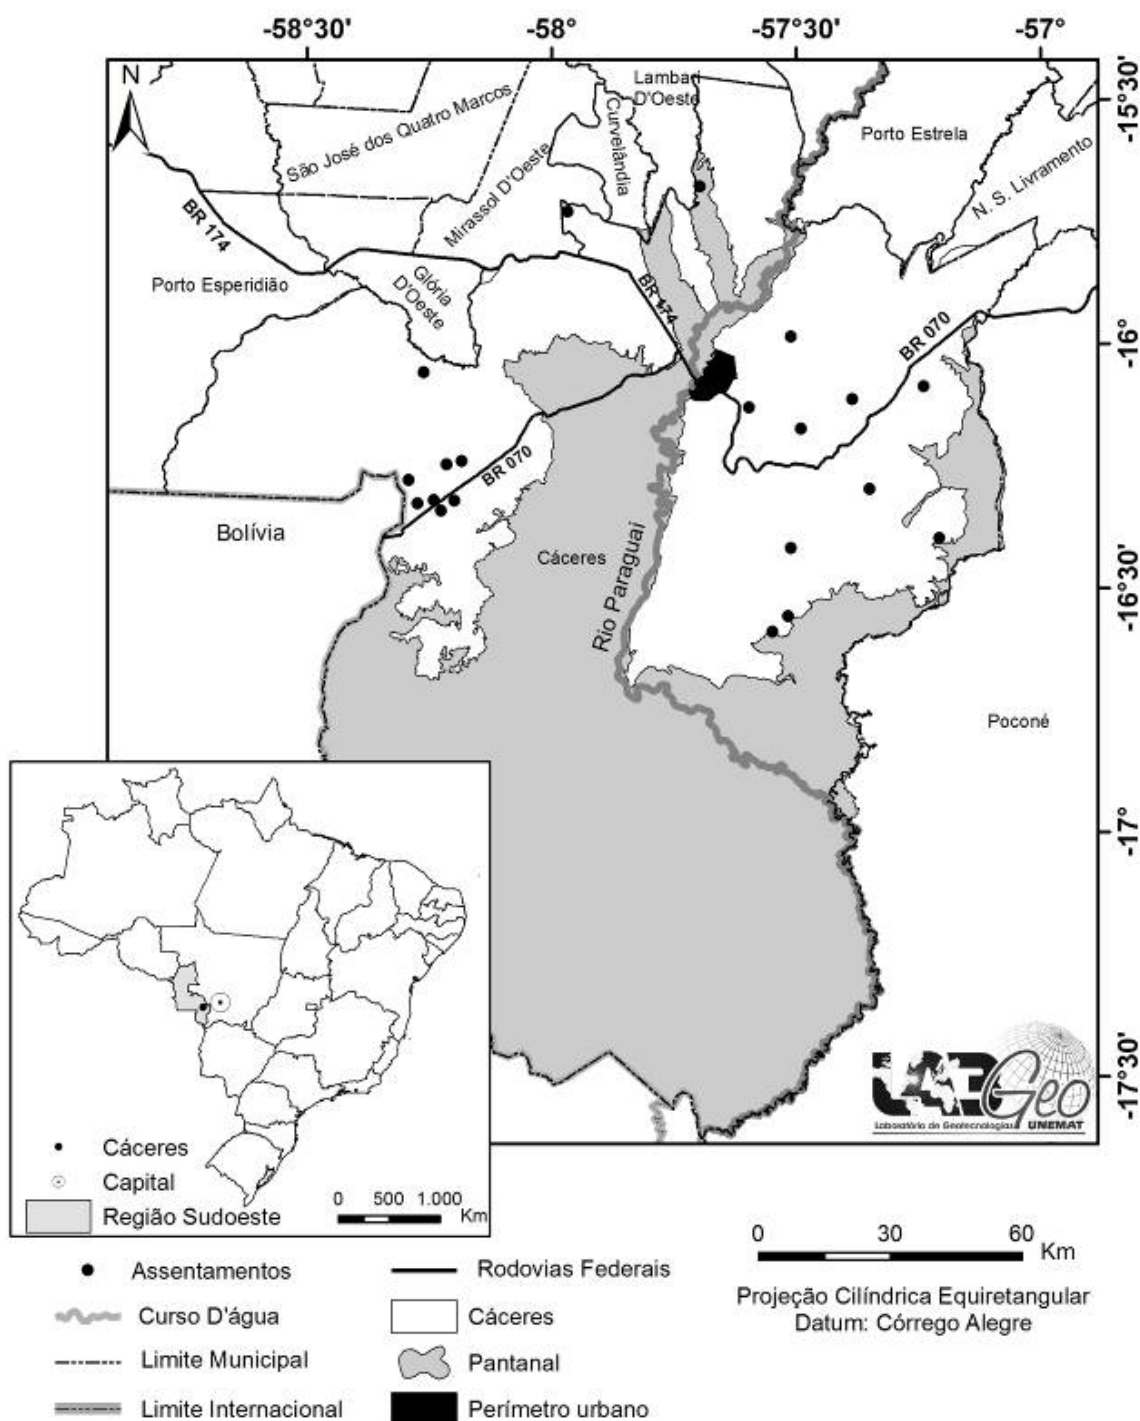 -58°30'
-58°
-57°30'
-57°
-15°30'
-16°
-16°30'
-17°
-17°30'
N
São José dos Quatro Marcos
Mirassol D'Oeste
Curvelândia
Lambari
D'Oeste
Porto Estrela
N. S. Livramento
BR 174
Porto Esperidião
Glória
D'Oeste
BR 174
BR 070
BR 070
Bolívia
Cáceres
Rio Paraguai
Poconé
LAB
Geo
UNEMAT
Laboratório de Geotecnologias
Cáceres
Capital
Região Sudoeste
0 500 1.000
Km
Assentamentos
Curso D'água
Limite Municipal
Limite Internacional
Rodovias Federais
Cáceres
Pantanal
Perímetro urbano
0 30 60
Km
Projeção Cilíndrica Equiretangular
Datum: Córrego Alegre